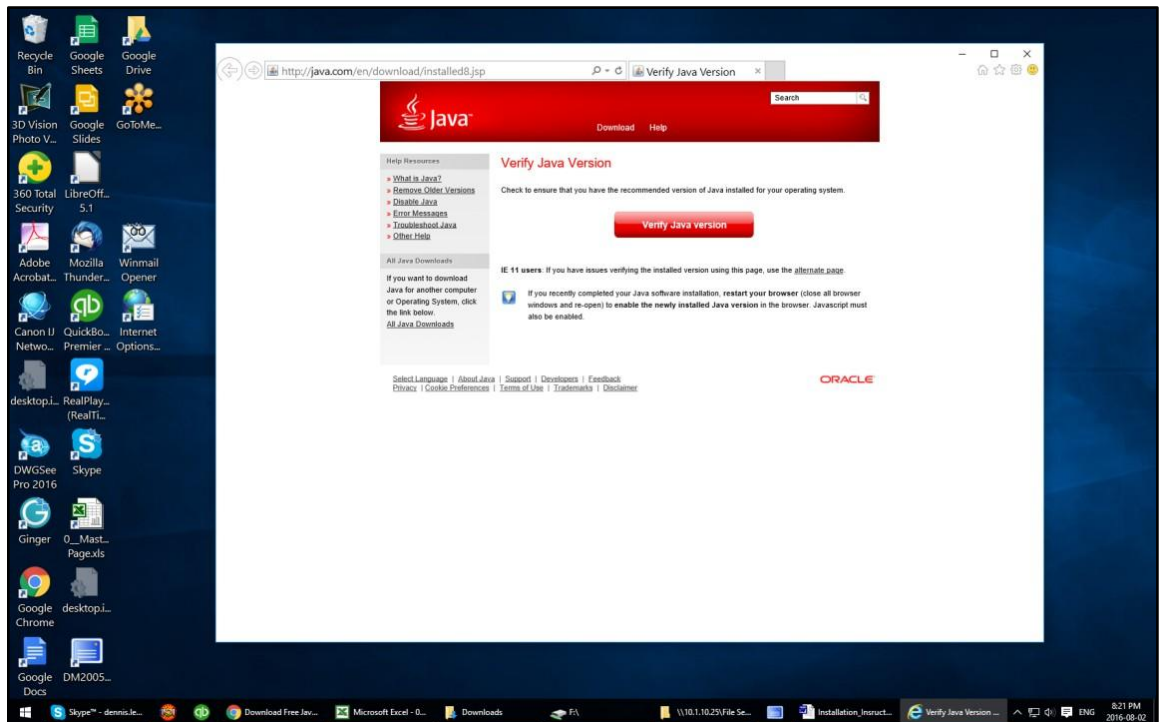 Recycle Bin
Google Sheets
Google Drive
3D Vision Photo V...
Google Slides
GoToMe...
360 Total Security
LibreOff... 5.1
Adobe Acrobat...
Mozilla Thunder...
Winmail Opener
Canon IJ Netwo...
QuickBo... Premier ...
Internet Options...
desktop.i...
RealPlay... (RealTi...
DWGSee Pro 2016
Skype
Ginger
0__Mast... Page.xls
Google Chrome
desktop.i...
Google Docs
DM2005...
http://java.com/en/download/installed8.jsp
Verify Java Version
Java
Search
Download Help
Help Resources
» What is Java?
» Remove Older Versions
» Disable Java
» Error Messages
» Troubleshoot Java
» Other Help
All Java Downloads
If you want to download
Java for another computer
or Operating System, click
the link below.
All Java Downloads
Verify Java Version
Check to ensure that you have the recommended version of Java installed for your operating system.
Verify Java version
IE 11 users: If you have issues verifying the installed version using this page, use the alternate page.
If you recently completed your Java software installation, restart your browser (close all browser
windows and re-open) to enable the newly installed Java version in the browser. Javascript must
also be enabled.
Select Language | About Java | Support | Developers | Feedback
Privacy | Cookie Preferences | Terms of Use | Trademarks | Disclaimer
ORACLE
Skype™ - dennis.le...
Download Free Jav...
Microsoft Excel - 0...
Downloads
F:\
\\10.1.10.25\File Se...
Installation_Insruct...
Verify Java Version ...
ENG
8:21 PM
2016-08-02